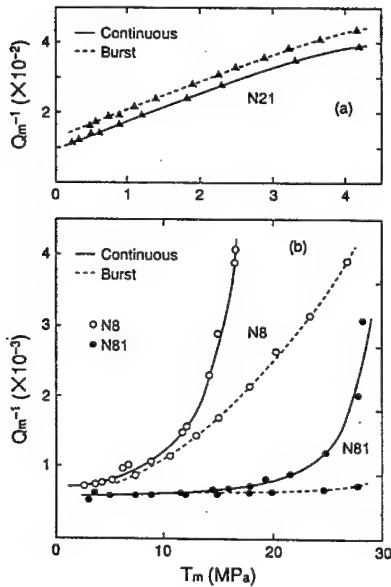 Continuous
Burst
4
2
N21
(a)
Qm⁻¹ (×10⁻²)
0 1 2 3 4
(b)
Continuous
Burst
N8
N81
N8
N81
4
3
2
1
Qm⁻¹ (×10⁻³)
0 10 20 30
Tm (MPa)